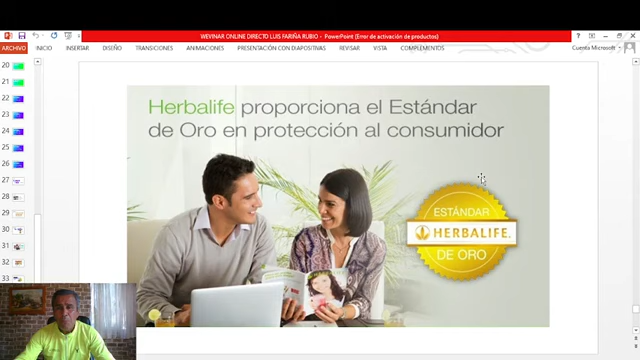 WEVINAR ONLINE DIRECTO LUIS FARIÑA RUBIO - PowerPoint (Error de activación de productos)
ARCHIVO INICIO INSERTAR DISEÑO TRANSICIONES ANIMACIONES PRESENTACIÓN CON DIAPOSITIVAS REVISAR VISTA COMPLEMENTOS Cuenta Microsoft
20
21
22
23
24
25
26
27
28
29
30
31
32
33
Herbalife proporciona el Estándar
de Oro en protección al consumidor
ESTÁNDAR
HERBALIFE.
DE ORO